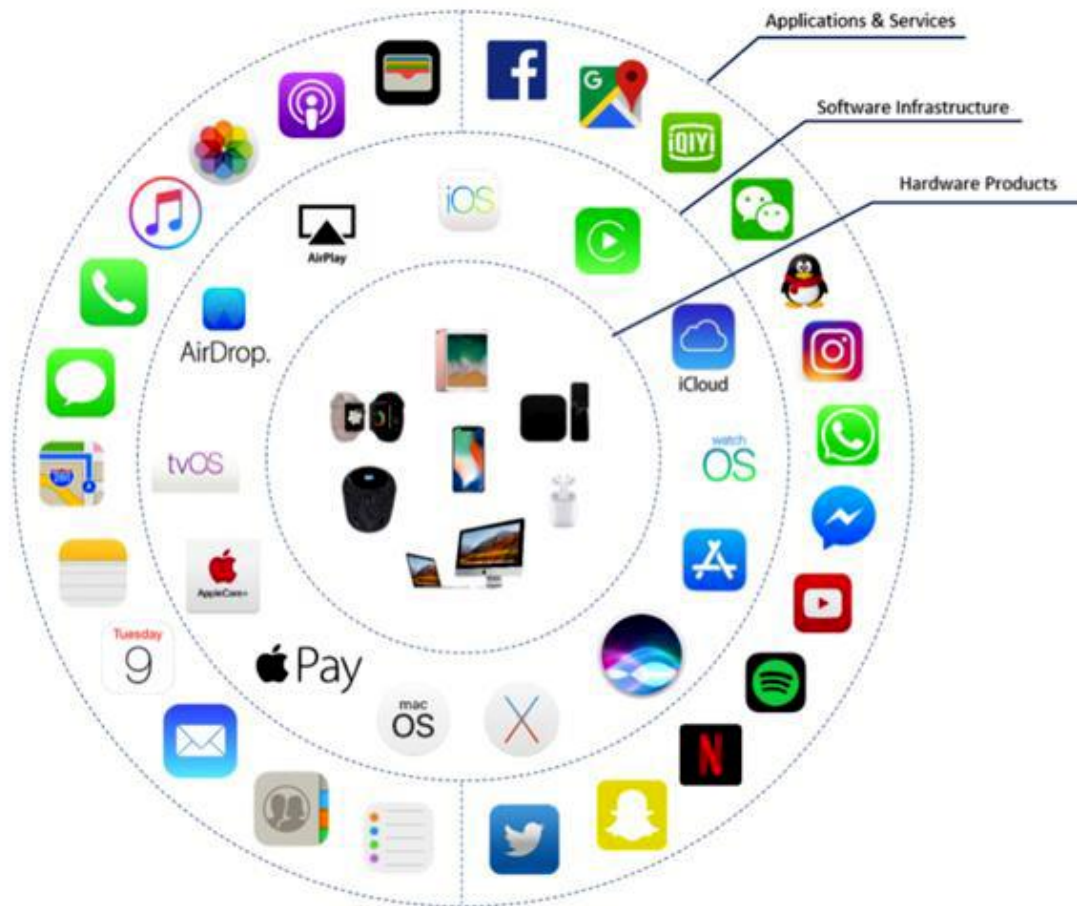 Applications & Services
Software Infrastructure
Hardware Products
G
iQIYI
iOS
AirPlay
AirDrop.
iCloud
280
tvOS
watch
OS
AppleCare+
Tuesday
9
Pay
mac
OS
N